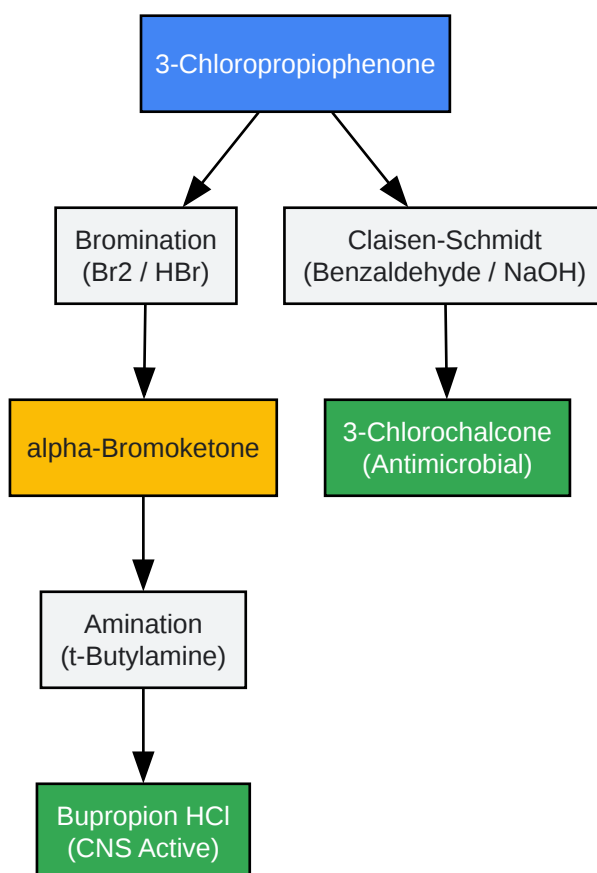 3-Chloropropiophenone
Bromination
(Br2 / HBr)
Claisen-Schmidt
(Benzaldehyde / NaOH)
alpha-Bromoketone
3-Chlorochalcone
(Antimicrobial)
Amination
(t-Butylamine)
Bupropion HCl
(CNS Active)